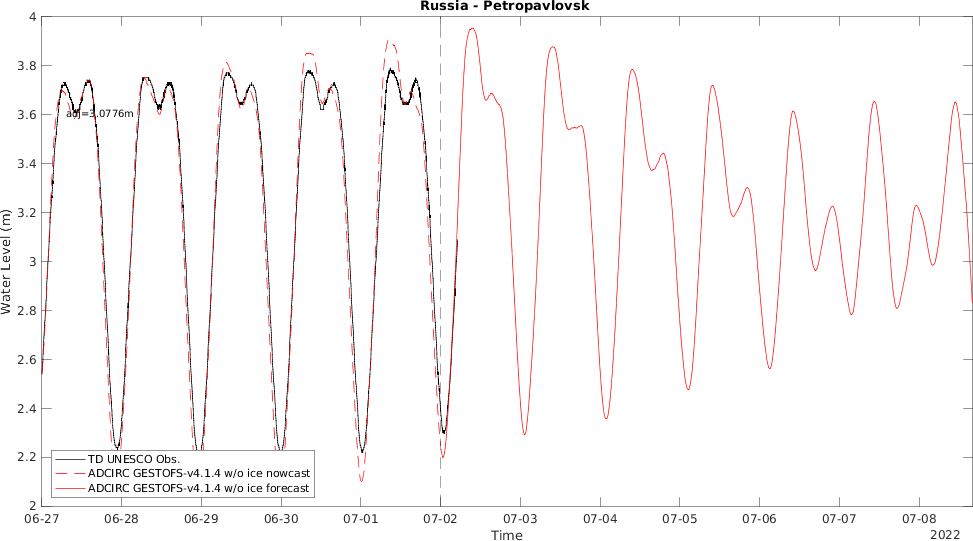 Russia - Petropavlovsk
4
3.8
3.6
3.4
3.2
3
2.8
2.6
2.4
2.2
2
Water Level (m)
adj=3.0776m
TD UNESCO Obs.
ADCIRC GESTOFS-v4.1.4 w/o ice nowcast
ADCIRC GESTOFS-v4.1.4 w/o ice forecast
06-27 06-28 06-29 06-30 07-01 07-02 07-03 07-04 07-05 07-06 07-07 07-08
2022
Time